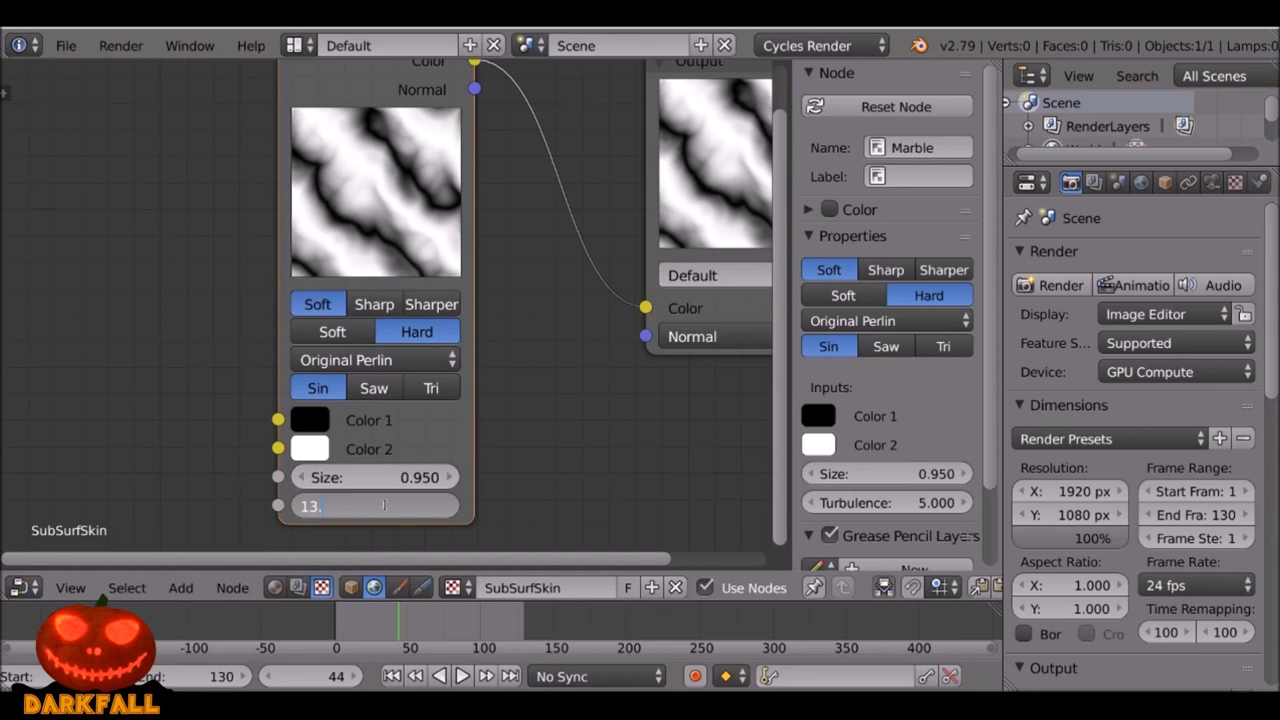 File Render Window Help Default Scene Cycles Render v2.79 | Verts:0 | Faces:0 | Tris:0 | Objects:1/1 | Lamps:0
Color
Normal
Soft Sharp Sharper
Soft Hard
Original Perlin
Sin Saw Tri
Color 1
Color 2
Size: 0.950
13.
SubSurfSkin
Output
Default
Color
Normal
Node
Reset Node
Name: Marble
Label:
Color
Properties
Soft Sharp Sharper
Soft Hard
Original Perlin
Sin Saw Tri
Inputs:
Color 1
Color 2
Size: 0.950
Turbulence: 5.000
Grease Pencil Layers
New
View Search All Scenes
Scene
RenderLayers
Scene
Render
Render Animatio Audio
Display: Image Editor
Feature S... Supported
Device: GPU Compute
Dimensions
Render Presets
Resolution: Frame Range:
X: 1920 px Start Fram: 1
Y: 1080 px End Fra: 130
100% Frame Ste: 1
Aspect Ratio: Frame Rate:
X: 1.000 24 fps
Y: 1.000 Time Remapping:
Bor Cro 100 100
Output
View Select Add Node SubSurfSkin F Use Nodes
-100 -50 0 50 100 150 200 250 300 350 400
Start: End: 130 44 No Sync
DARKFALL